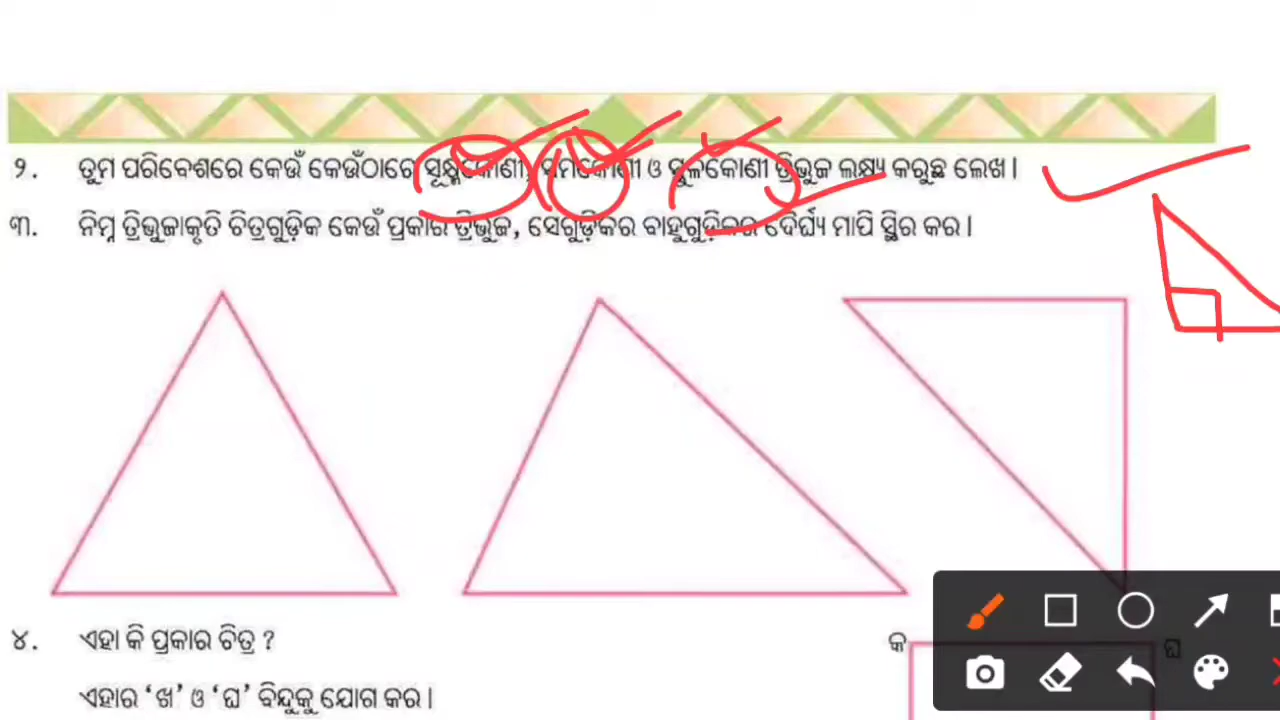 ୨. ତୁମ ପରିବେଶରେ କେଉଁ କେଉଁଠାରେ ସୂକ୍ଷ୍ମକୋଣୀ, ସମକୋଣୀ ଓ ସ୍ଥୂଳକୋଣୀ ତ୍ରିଭୁଜ ଲକ୍ଷ୍ୟ କରୁଛ ଲେଖ ।
୩. ନିମ୍ନ ତ୍ରିଭୁଜାକୃତି ଚିତ୍ରଗୁଡ଼ିକ କେଉଁ ପ୍ରକାର ତ୍ରିଭୁଜ, ସେଗୁଡ଼ିକର ବାହୁଗୁଡ଼ିକର ଦୈର୍ଘ୍ୟ ମାପି ସ୍ଥିର କର ।
୪. ଏହା କି ପ୍ରକାର ଚିତ୍ର ?
କ ଘ
ଏହାର ‘ଖ’ ଓ ‘ଘ’ ବିନ୍ଦୁକୁ ଯୋଗ କର ।